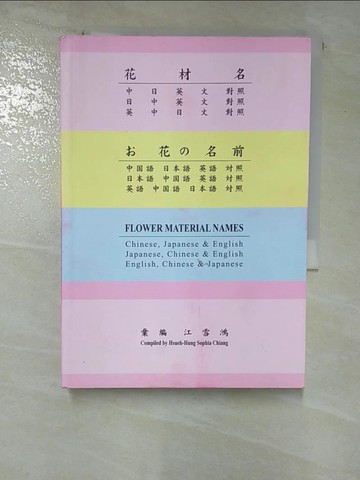 花材名
中日英文對照
日中英文對照
英中日文對照
お花の名前
中国語 日本語 英語 対照
日本語 中国語 英語 対照
英語 中国語 日本語 対照
FLOWER MATERIAL NAMES
Chinese, Japanese & English
Japanese, Chinese & English
English, Chinese & Japanese
彙編 江雪鴻
Compiled by Hsueh-Hung Sophia Chiang